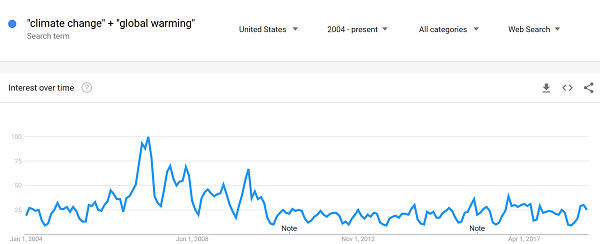 "climate change" + "global warming"
Search term
United States
2004 - present
All categories
Web Search
Interest over time
100
75
50
25
Note
Note
Jan 1, 2004
Jun 1, 2008
Nov 1, 2012
Apr 1, 2017